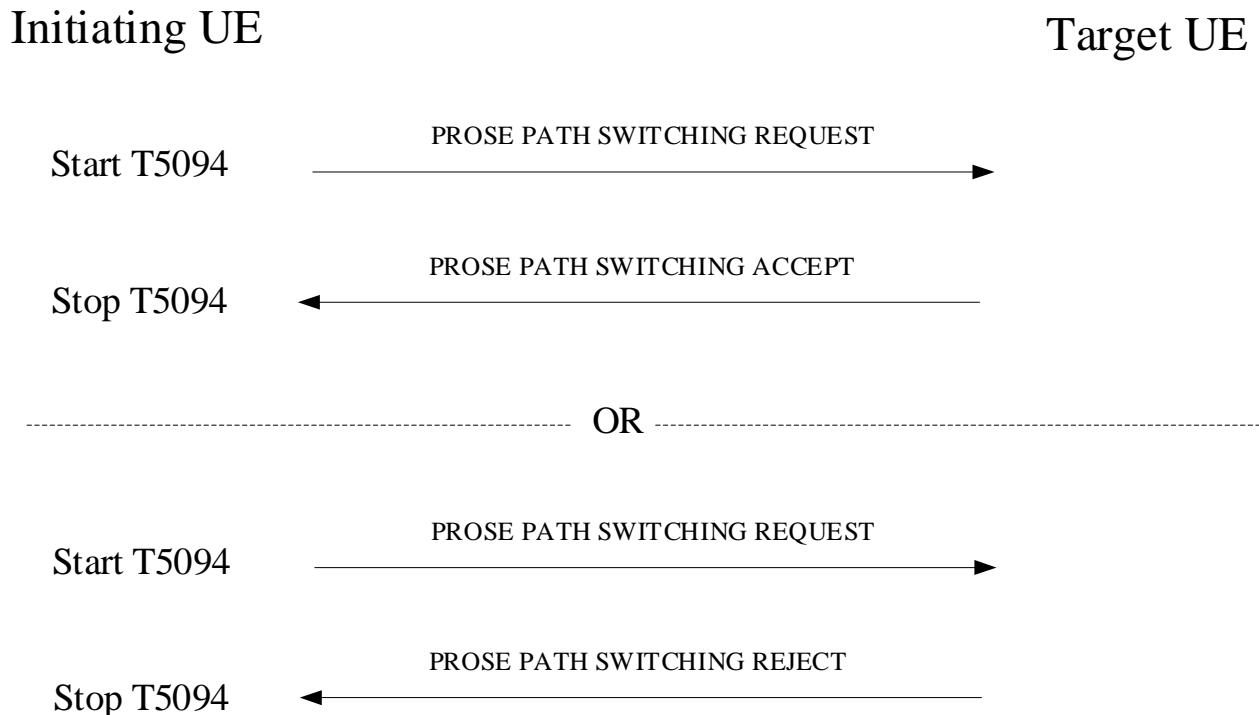 Initiating UE
Target UE
PROSE PATH SWITCHING REQUEST
Start T5094
PROSE PATH SWITCHING ACCEPT
Stop T5094
OR
PROSE PATH SWITCHING REQUEST
Start T5094
PROSE PATH SWITCHING REJECT
Stop T5094